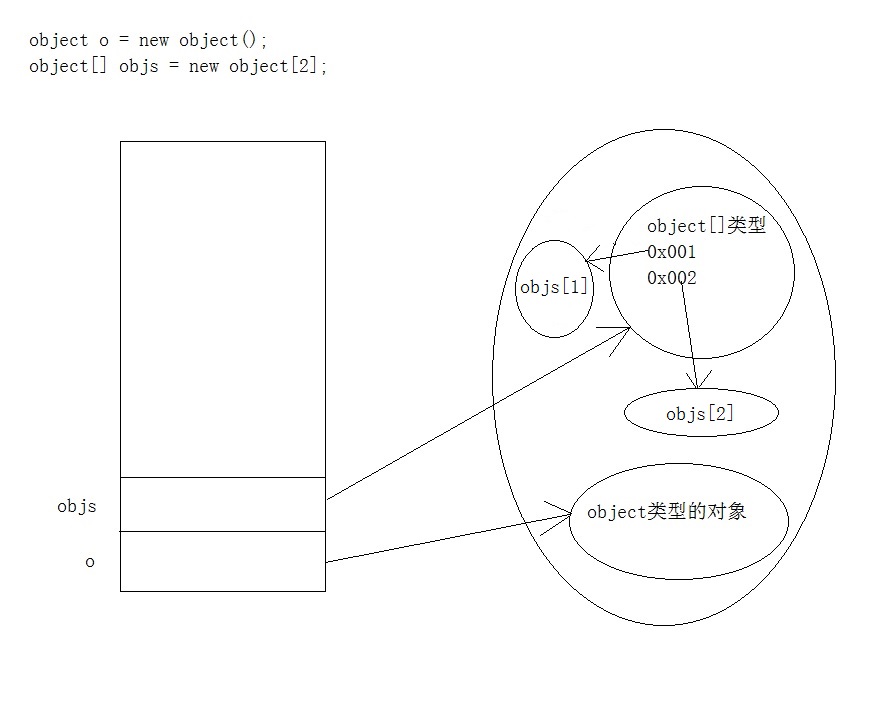 object o = new object();
object[] objs = new object[2];
object[]类型
0x001
objs[1]
0x002
objs[2]
objs
object类型的对象
o